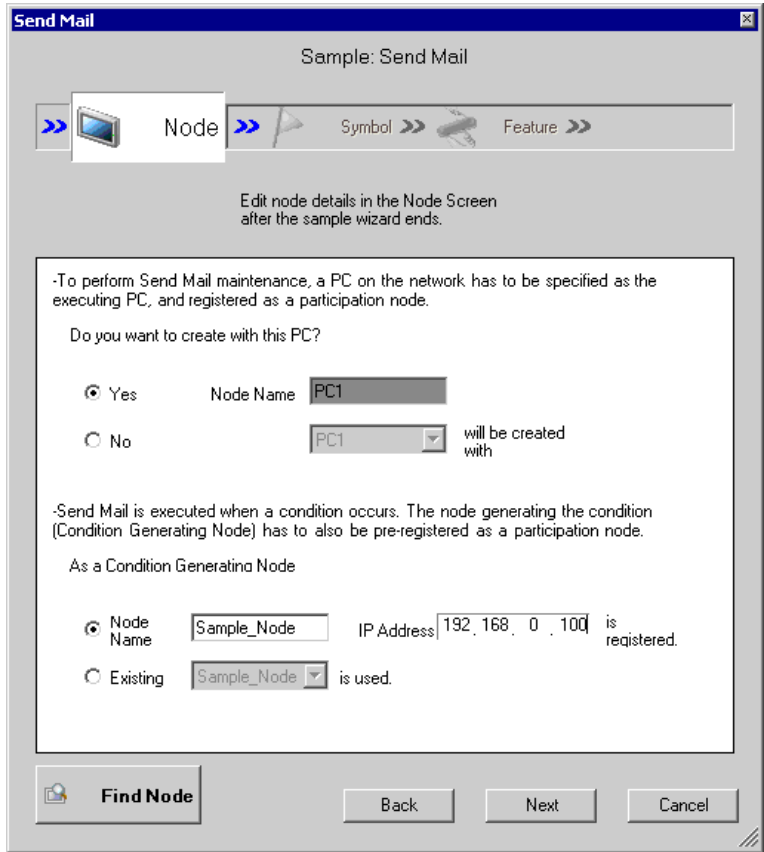 Send Mail
Sample: Send Mail
>> Node >> Symbol >> Feature >>
Edit node details in the Node Screen
after the sample wizard ends.
-To perform Send Mail maintenance, a PC on the network has to be specified as the
executing PC, and registered as a participation node.
Do you want to create with this PC?
Yes Node Name PC1
No PC1 will be created
with
-Send Mail is executed when a condition occurs. The node generating the condition
(Condition Generating Node) has to also be pre-registered as a participation node.
As a Condition Generating Node
Node
Name Sample_Node IP Address 192. 168. 0 . 100 is
registered.
Existing Sample_Node is used.
Find Node Back Next Cancel